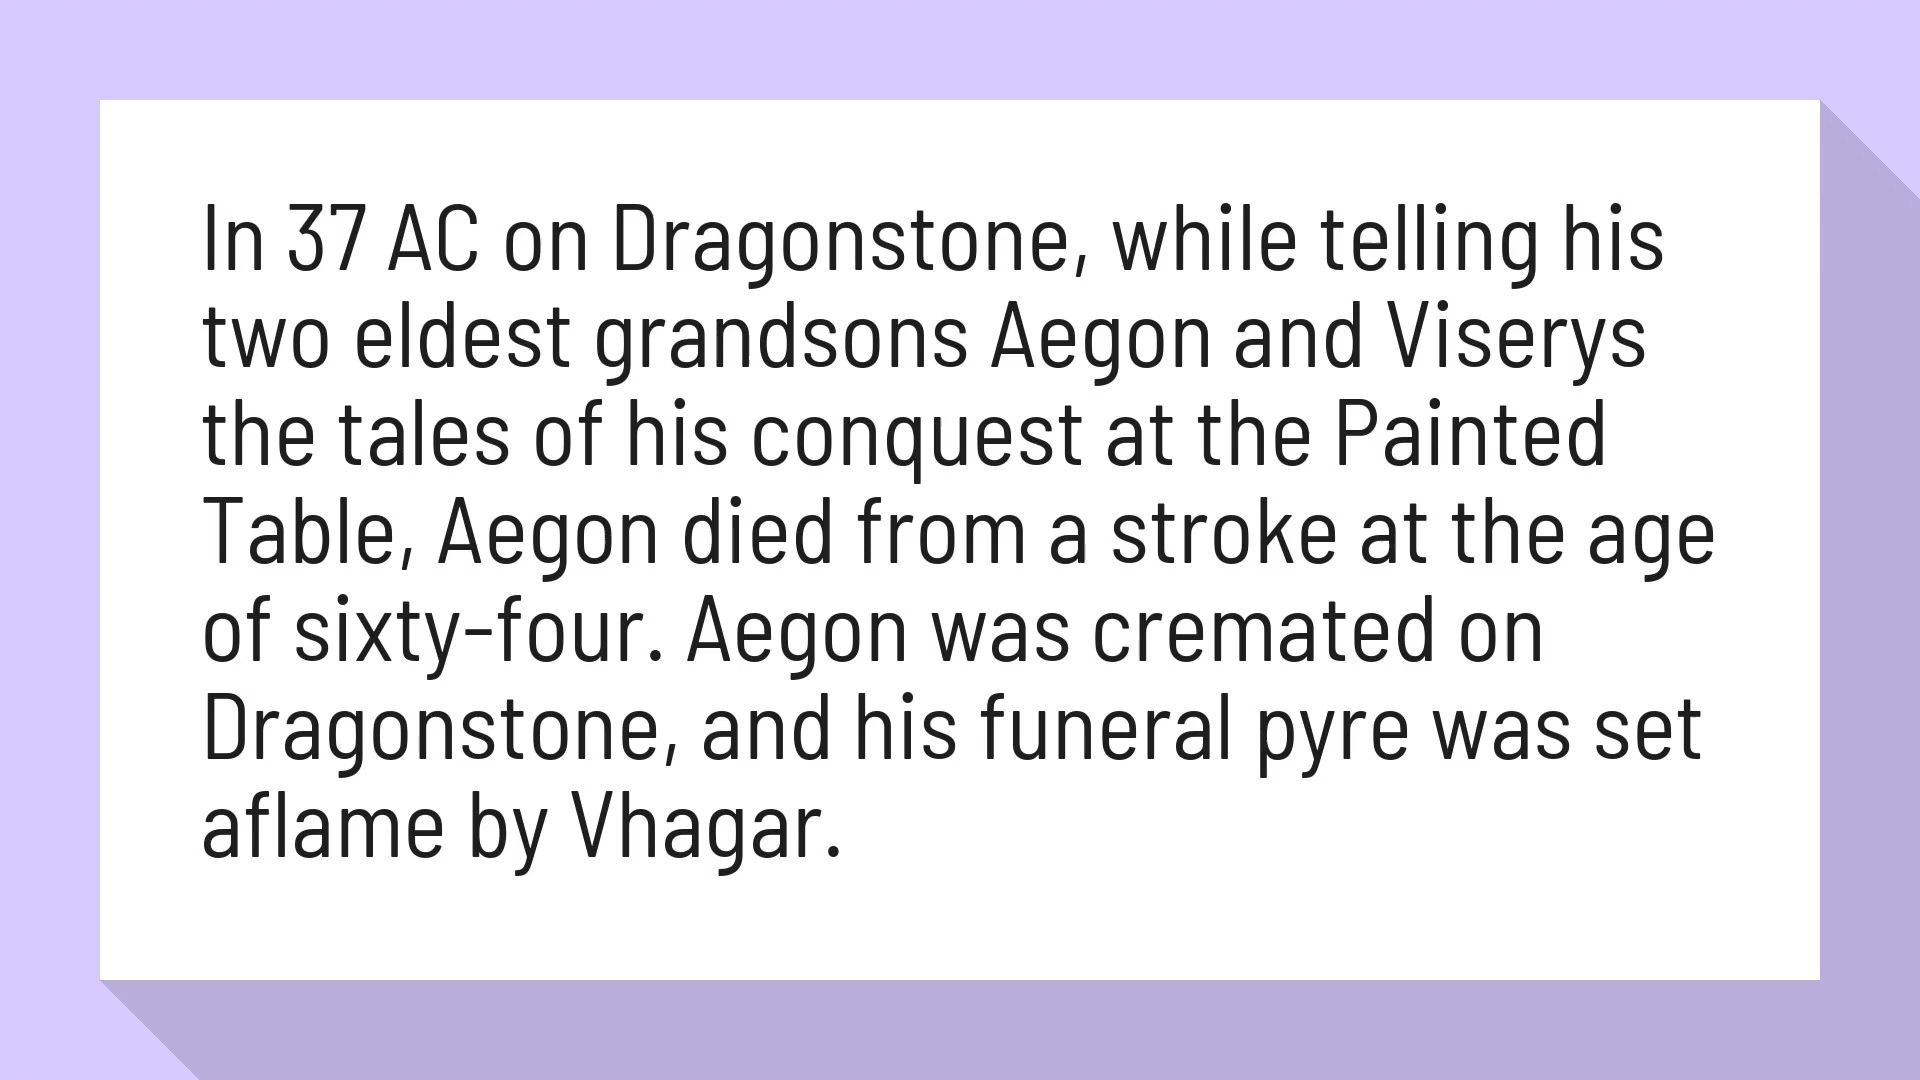 In 37 AC on Dragonstone, while telling his
two eldest grandsons Aegon and Viserys
the tales of his conquest at the Painted
Table, Aegon died from a stroke at the age
of sixty-four. Aegon was cremated on
Dragonstone, and his funeral pyre was set
aflame by Vhagar.